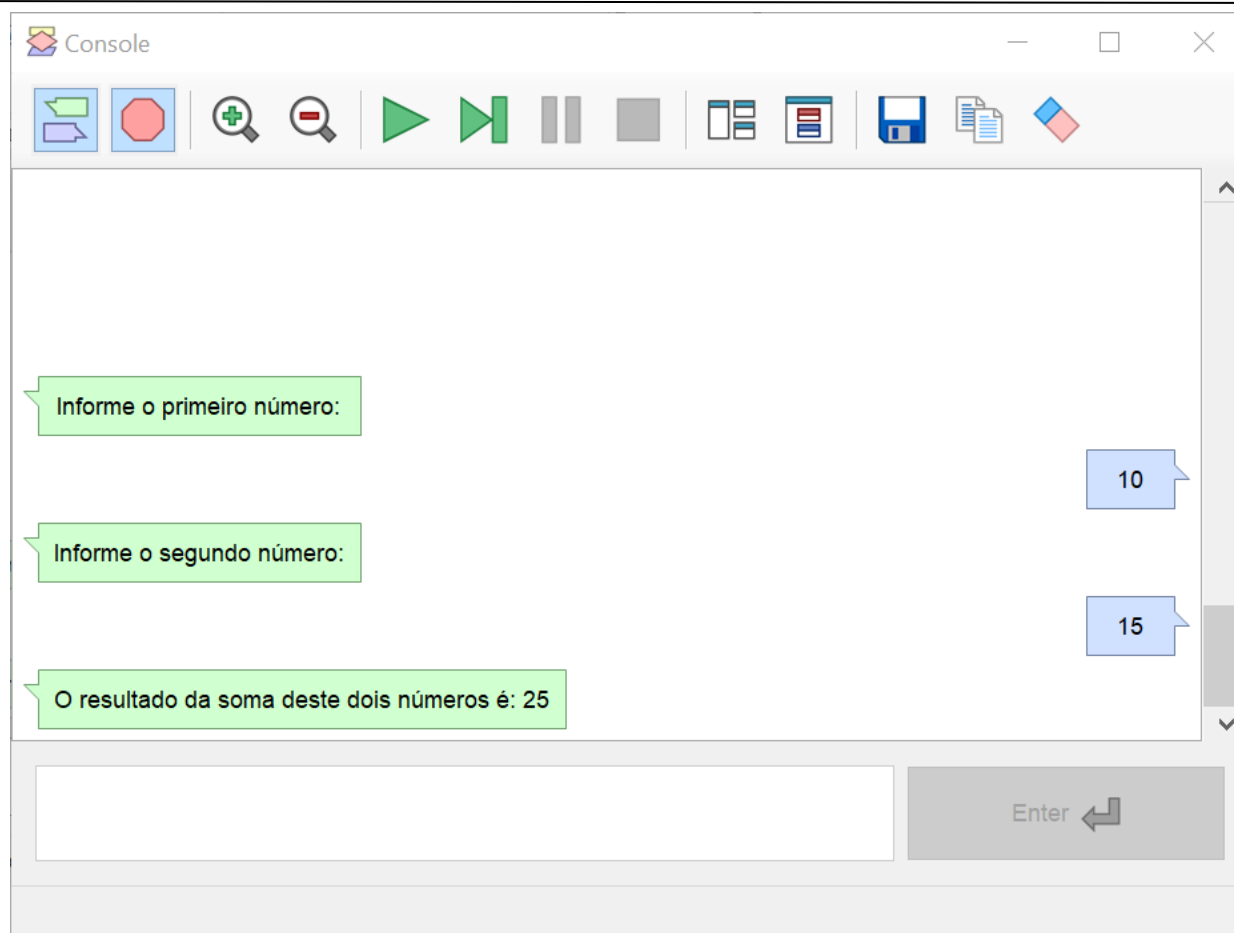 Console
Informe o primeiro número:
10
Informe o segundo número:
15
O resultado da soma deste dois números é: 25
Enter